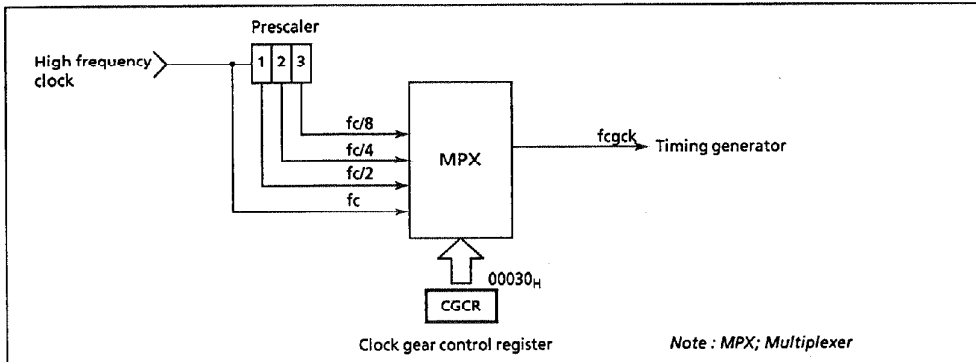 Prescaler
High frequency
clock
1 2 3
fc/8
fc/4
fc/2
fc
MPX
fcgck
Timing generator
00030H
CGCR
Clock gear control register
Note : MPX; Multiplexer